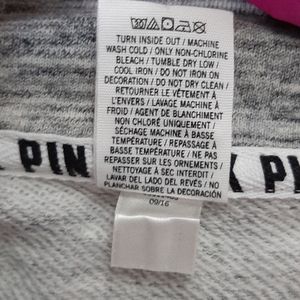 TURN INSIDE OUT / MACHINE
WASH COLD / ONLY NON-CHLORINE
BLEACH / TUMBLE DRY LOW /
COOL IRON / DO NOT IRON ON
DECORATION / DO NOT DRY CLEAN /
RETOURNER LE VÊTEMENT À
L'ENVERS / LAVAGE MACHINE À
FROID / AGENT DE BLANCHIMENT
NON CHLORÉ UNIQUEMENT /
SÉCHAGE MACHINE À BASSE
TEMPÉRATURE / REPASSAGE À
BASSE TEMPÉRATURE / NE PAS
REPASSER SUR LES ORNEMENTS /
NETTOYAGE À SEC INTERDIT /
LAVAR DEL LADO DEL REVÉS / NO
PLANCHAR SOBRE LA DECORACIÓN
PIN K PI
09/16